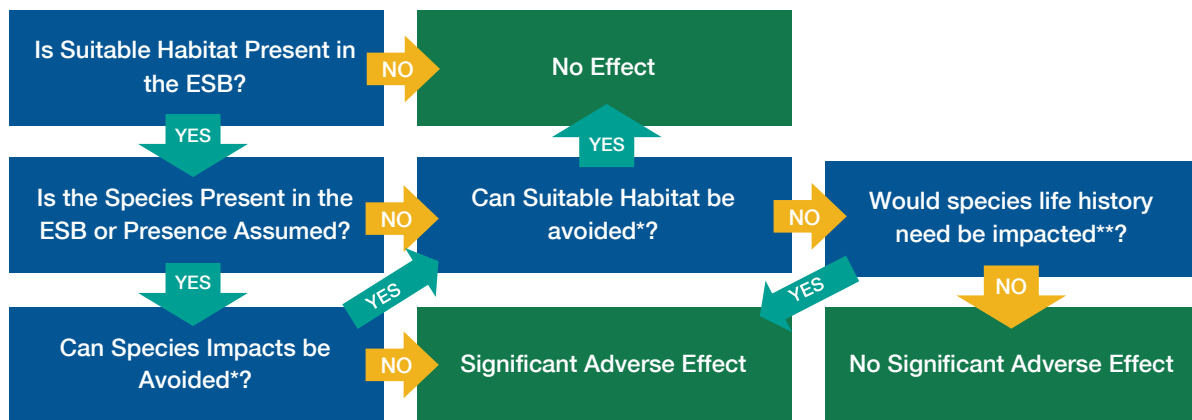 Is Suitable Habitat Present in
the ESB?
NO
No Effect
YES
YES
Is the Species Present in the
ESB or Presence Assumed?
NO
Can Suitable Habitat be
avoided*?
NO
Would species life history
need be impacted**?
YES
YES
YES
NO
Can Species Impacts be
Avoided*?
NO
Significant Adverse Effect
No Significant Adverse Effect